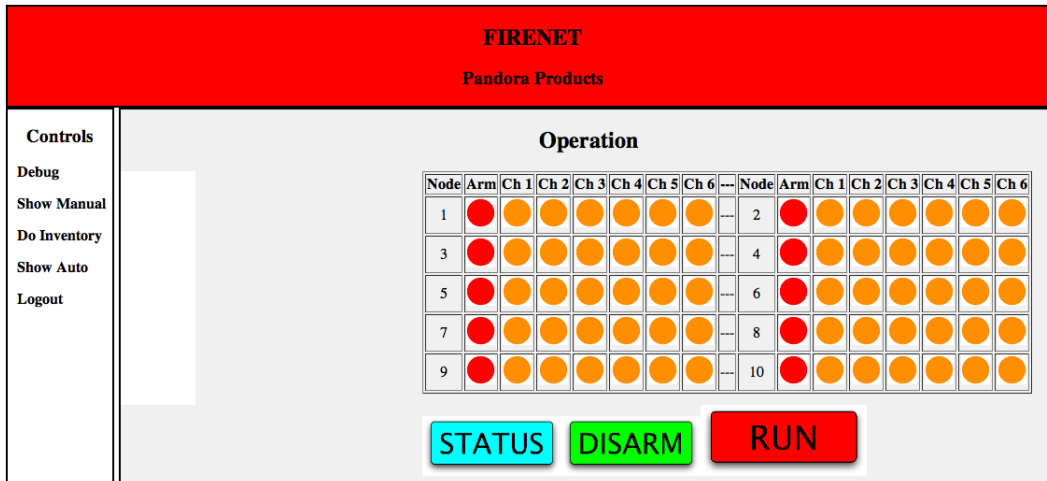 FIRENET
Pandora Products
Controls
Debug
Show Manual
Do Inventory
Show Auto
Logout
Operation
Node Arm Ch 1 Ch 2 Ch 3 Ch 4 Ch 5 Ch 6 --- Node Arm Ch 1 Ch 2 Ch 3 Ch 4 Ch 5 Ch 6
1 --- 2
3 --- 4
5 --- 6
7 --- 8
9 --- 10
STATUS DISARM RUN